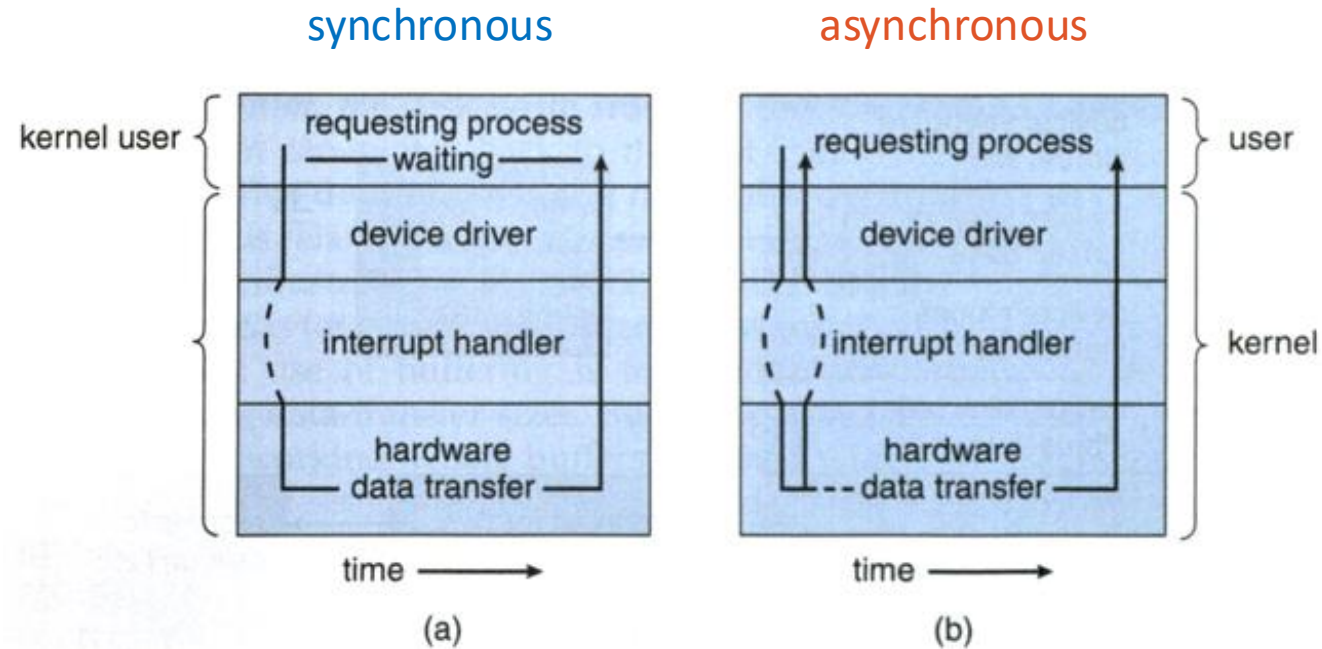 synchronous
asynchronous
kernel user
requesting process
waiting
device driver
interrupt handler
hardware
data transfer
time
(a)
requesting process
device driver
interrupt handler
hardware
data transfer
user
kernel
time
(b)